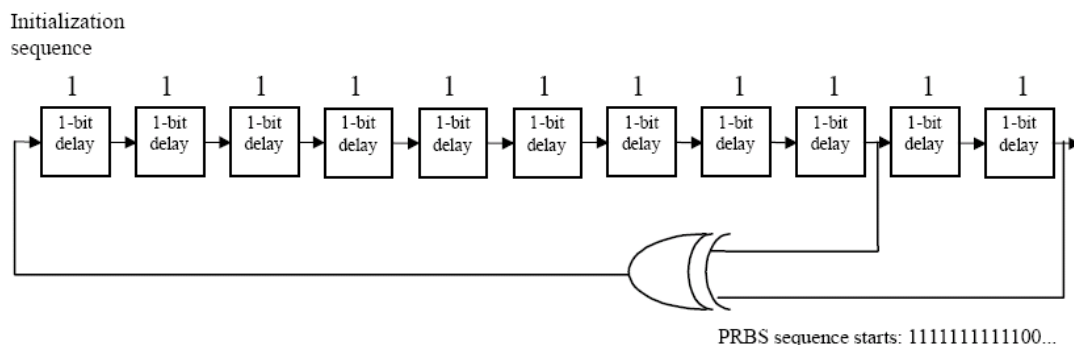 Initialization
sequence
1 1 1 1 1 1 1 1 1 1 1
1-bit delay
1-bit delay
1-bit delay
1-bit delay
1-bit delay
1-bit delay
1-bit delay
1-bit delay
1-bit delay
1-bit delay
1-bit delay
PRBS sequence starts: 1111111111100...